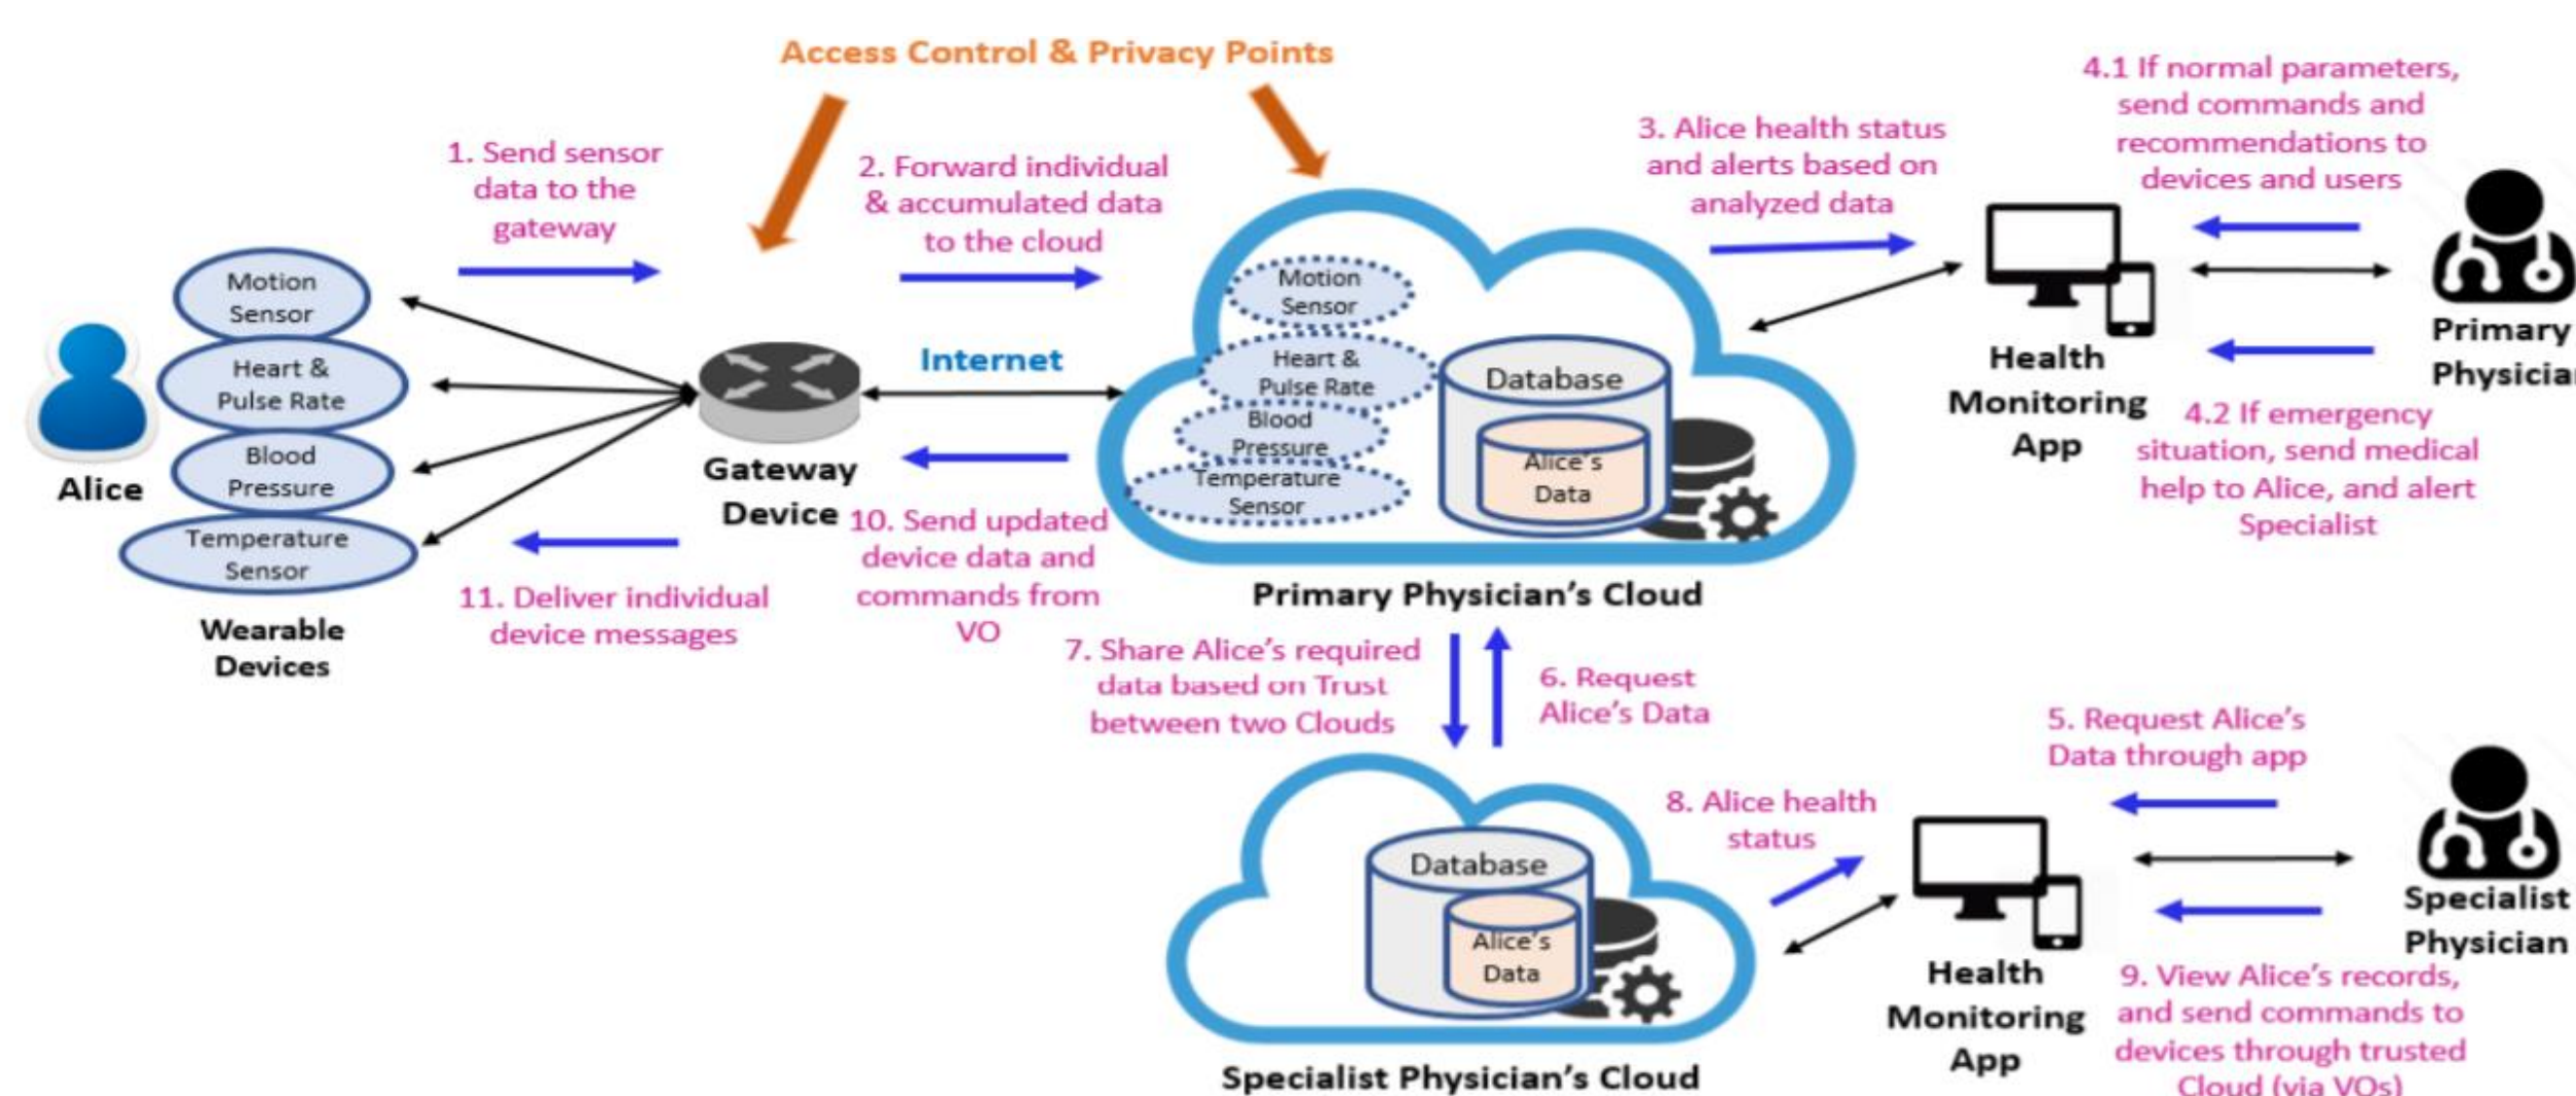 Access Control & Privacy Points
1. Send sensor
data to the
gateway
2. Forward individual
& accumulated data
to the cloud
3. Alice health status
and alerts based on
analyzed data
4.1 If normal parameters,
send commands and
recommendations to
devices and users
Motion
Sensor
Heart &
Pulse Rate
Blood
Pressure
Temperature
Sensor
Alice
Wearable
Devices
Internet
Gateway
Device
10. Send updated
device data and
commands from
VO
11. Deliver individual
device messages
Motion
Sensor
Heart &
Pulse Rate
Blood
Pressure
Temperature
Sensor
Database
Alice's
Data
Primary Physician's Cloud
Health
Monitoring
App
Primary
4.2 If emergency
situation, send medical
help to Alice, and alert
Specialist
7. Share Alice's required
data based on Trust
between two Clouds
6. Request
Alice's Data
5. Request Alice's
Data through app
8. Alice health
status
Database
Alice's
Data
Specialist Physician's Cloud
Health
Monitoring
App
Specialist
Physician
9. View Alice's records,
and send commands to
devices through trusted
Cloud (via VOs)